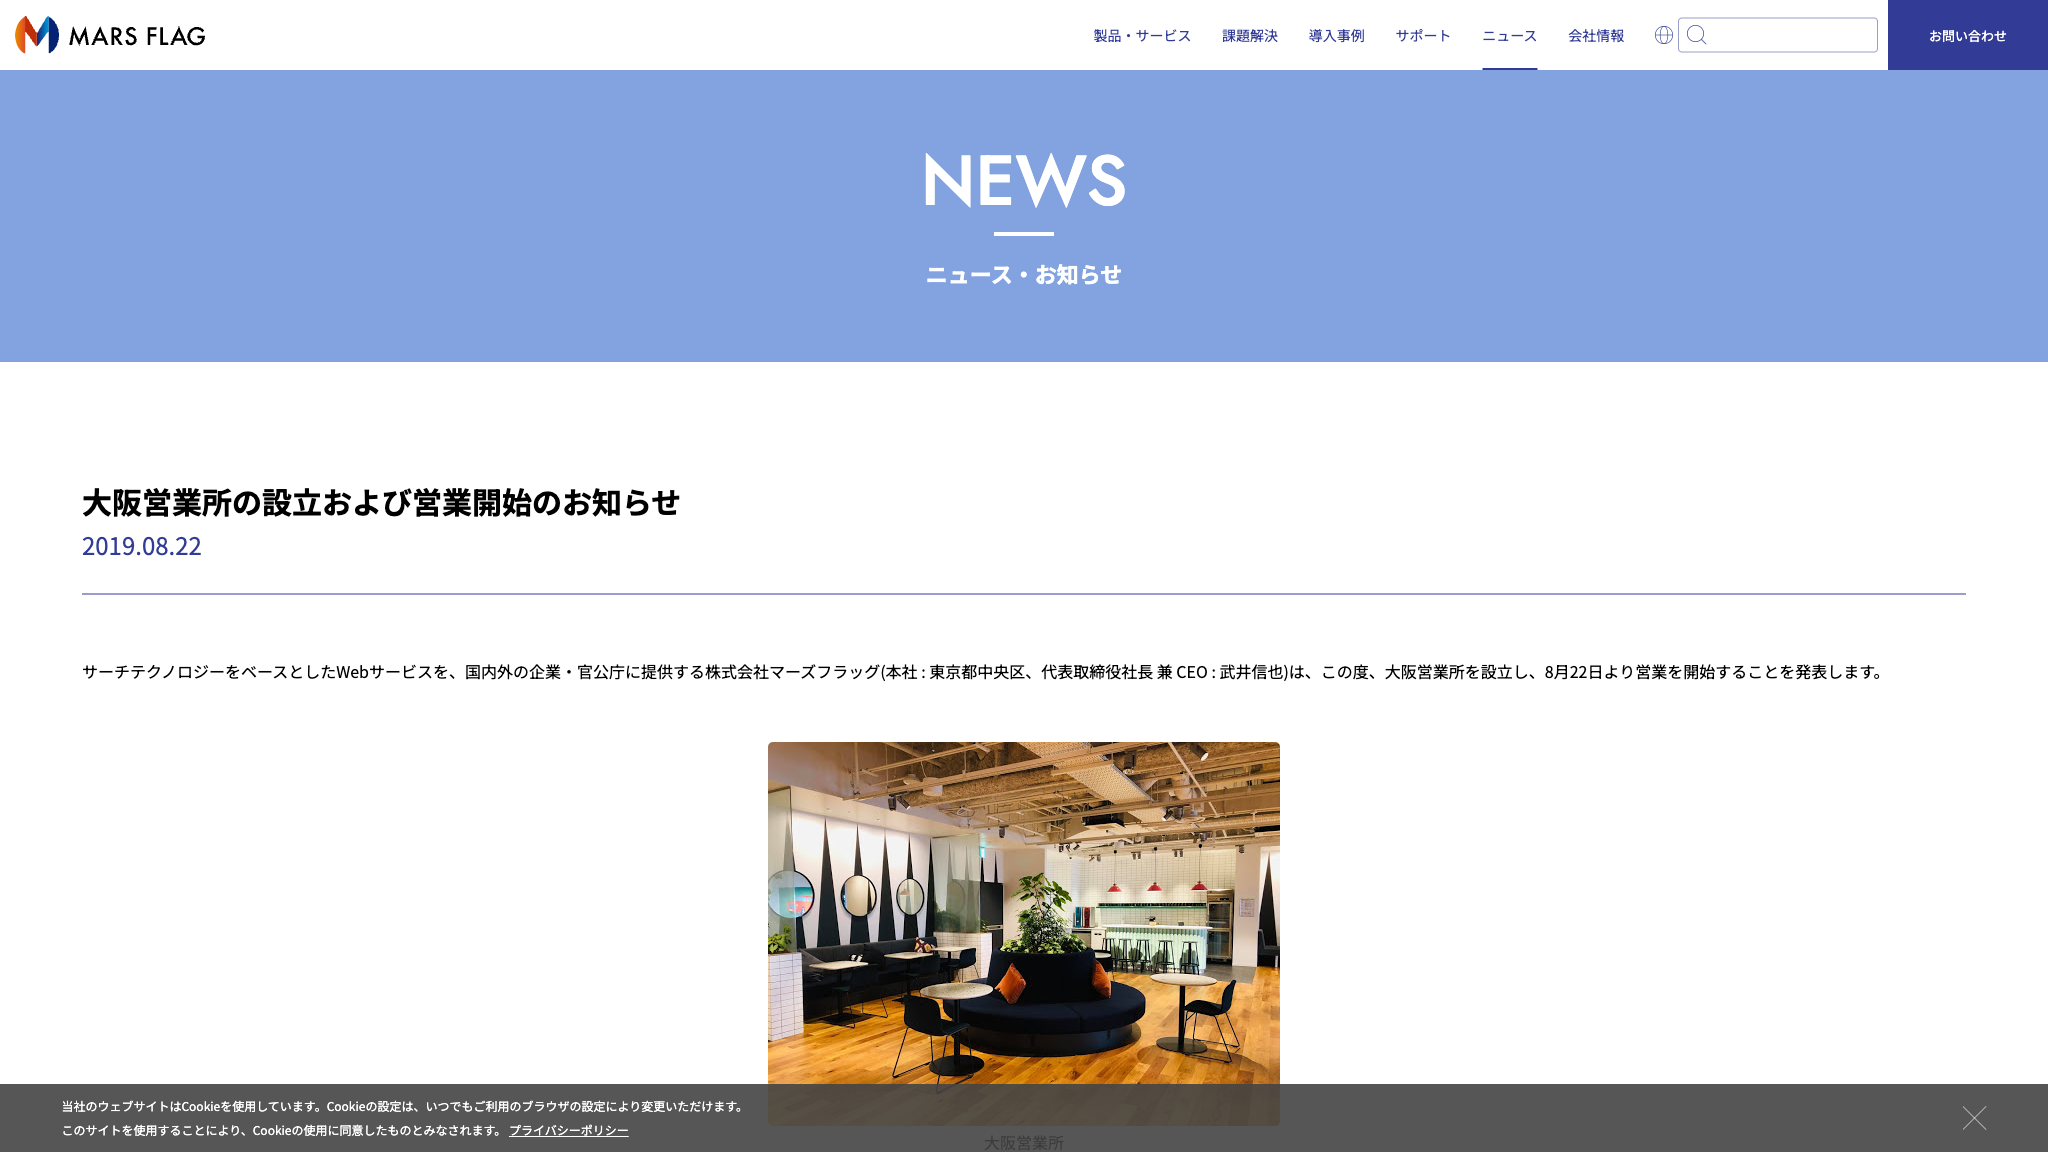 MARS FLAG
製品・サービス
課題解決
導入事例
サポート
ニュース
会社情報
お問い合わせ
NEWS
ニュース・お知らせ
大阪営業所の設立および営業開始のお知らせ
2019.08.22
サーチテクノロジーをベースとしたWebサービスを、国内外の企業・官公庁に提供する株式会社マーズフラッグ(本社 : 東京都中央区、代表取締役社長 兼 CEO : 武井信也)は、この度、大阪営業所を設立し、8月22日より営業を開始することを発表します。
当社のウェブサイトはCookieを使用しています。Cookieの設定は、いつでもご利用のブラウザの設定により変更いただけます。
このサイトを使用することにより、Cookieの使用に同意したものとみなされます。 プライバシーポリシー
大阪営業所